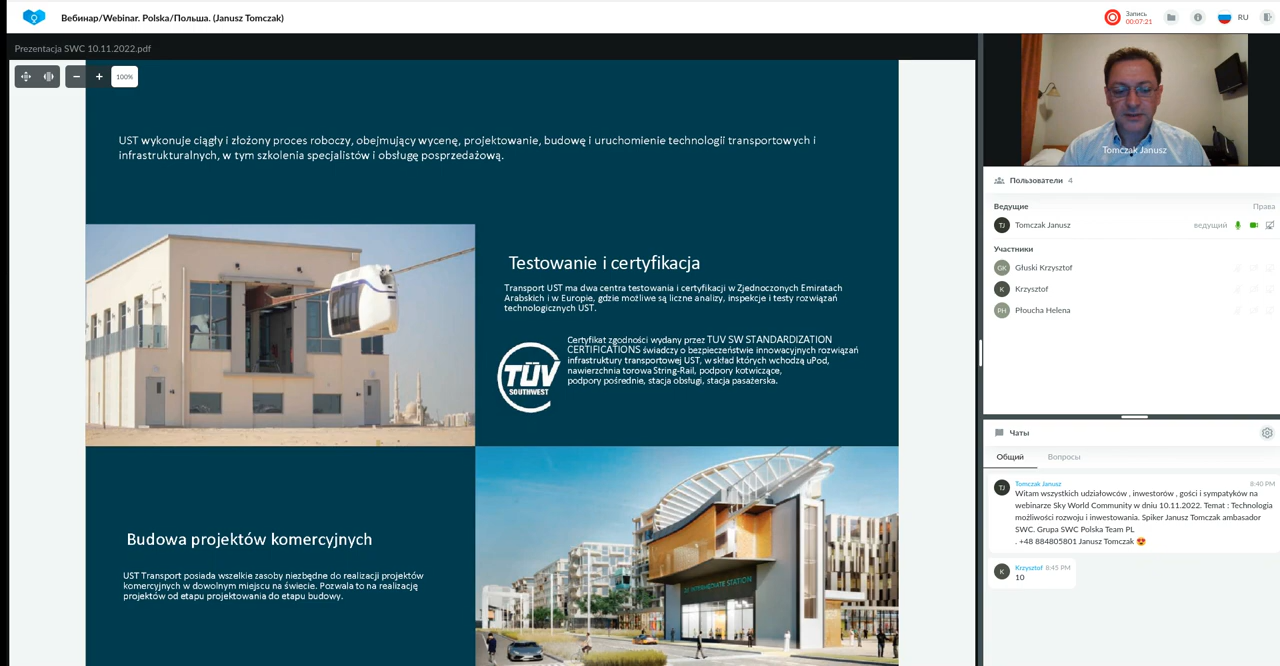 Вебинар/Webinar. Polska/Польша. (Janusz Tomczak)
Запись
00:07:21
RU
Prezentacja SWC 10.11.2022.pdf
100%
UST wykonuje ciągły i złożony proces roboczy, obejmujący wycenę, projektowanie, budowę i uruchomienie technologii transportowych i
infrastrukturalnych, w tym szkolenia specjalistów i obsługę posprzedażową.
Testowanie i certyfikacja
Transport UST ma dwa centra testowania i certyfikacji w Zjednoczonych Emiratach
Arabskich i w Europie, gdzie możliwe są liczne analizy, inspekcje i testy rozwiązań
technologicznych UST.
Certyfikat zgodności wydany przez TUV SW STANDARDIZATION
CERTIFICATIONS świadczy o bezpieczeństwie innowacyjnych rozwiązań
infrastruktury transportowej UST, w skład których wchodzą uPod,
nawierzchnia torowa String-Rail, podpory kotwiczące,
podpory pośrednie, stacja obsługi, stacja pasażerska.
TÜV
SOUTHWEST
Budowa projektów komercyjnych
UST Transport posiada wszelkie zasoby niezbędne do realizacji projektów
komercyjnych w dowolnym miejscu na świecie. Pozwala to na realizację
projektów od etapu projektowania do etapu budowy.
INTERMEDIATE STATION
Tomczak Janusz
Пользователи 4
Ведущие Права
TJ Tomczak Janusz ведущий
Участники
GK Głuski Krzysztof
K Krzysztof
PH Płoucha Helena
Чаты
Общий Вопросы
TJ Tomczak Janusz 8:40 PM
Witam wszystkich udziałowców , inwestorów , gości i sympatyków na
webinarze Sky World Community w dniu 10.11.2022. Temat : Technologia
możliwości rozwoju i inwestowania. Spiker Janusz Tomczak ambasador
SWC. Grupa SWC Polska Team PL
. +48 884805801 Janusz Tomczak 😍
K Krzysztof 8:45 PM
10